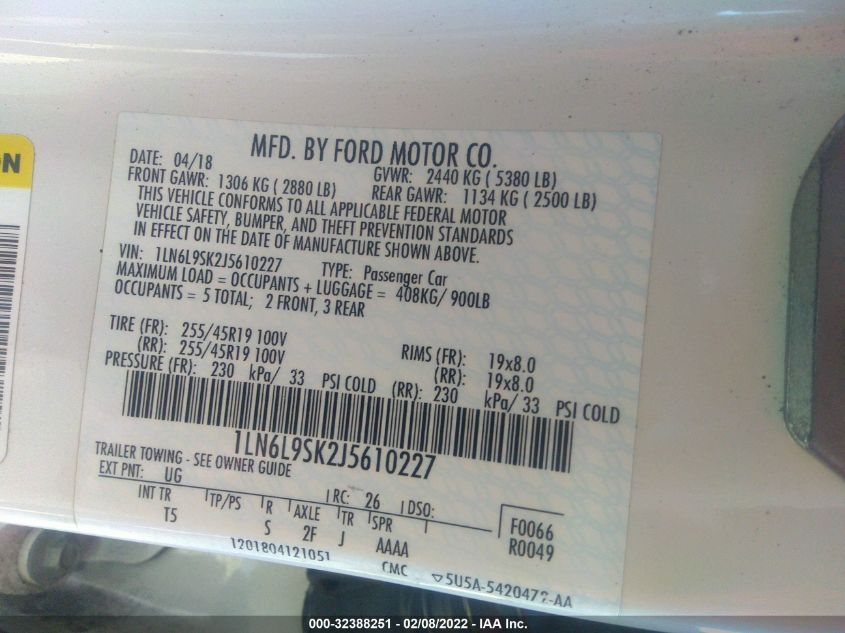 ON
MFD. BY FORD MOTOR CO.
DATE: 04/18 GVWR: 2440 KG ( 5380 LB)
FRONT GAWR: 1306 KG ( 2880 LB) REAR GAWR: 1134 KG ( 2500 LB)
THIS VEHICLE CONFORMS TO ALL APPLICABLE FEDERAL MOTOR
VEHICLE SAFETY, BUMPER, AND THEFT PREVENTION STANDARDS
IN EFFECT ON THE DATE OF MANUFACTURE SHOWN ABOVE.
VIN: 1LN6L9SK2J5610227 TYPE: Passenger Car
MAXIMUM LOAD = OCCUPANTS + LUGGAGE = 408KG/ 900LB
OCCUPANTS = 5 TOTAL; 2 FRONT, 3 REAR
TIRE (FR): 255/45R19 100V RIMS (FR): 19x8.0
(RR): 255/45R19 100V (RR): 19x8.0
PRESSURE (FR): 230 kPa/ 33 PSI COLD (RR): 230 kPa/ 33 PSI COLD
1LN6L9SK2J5610227
TRAILER TOWING - SEE OWNER GUIDE
EXT PNT: UG RC: 26 DSO:
INT TR TP/PS R AXLE TR SPR F0066
T5 S 2F J AAAA R0049
1201804121051 CMC 5U5A-5420472-AA
000-32388251 - 02/08/2022 - IAA Inc.